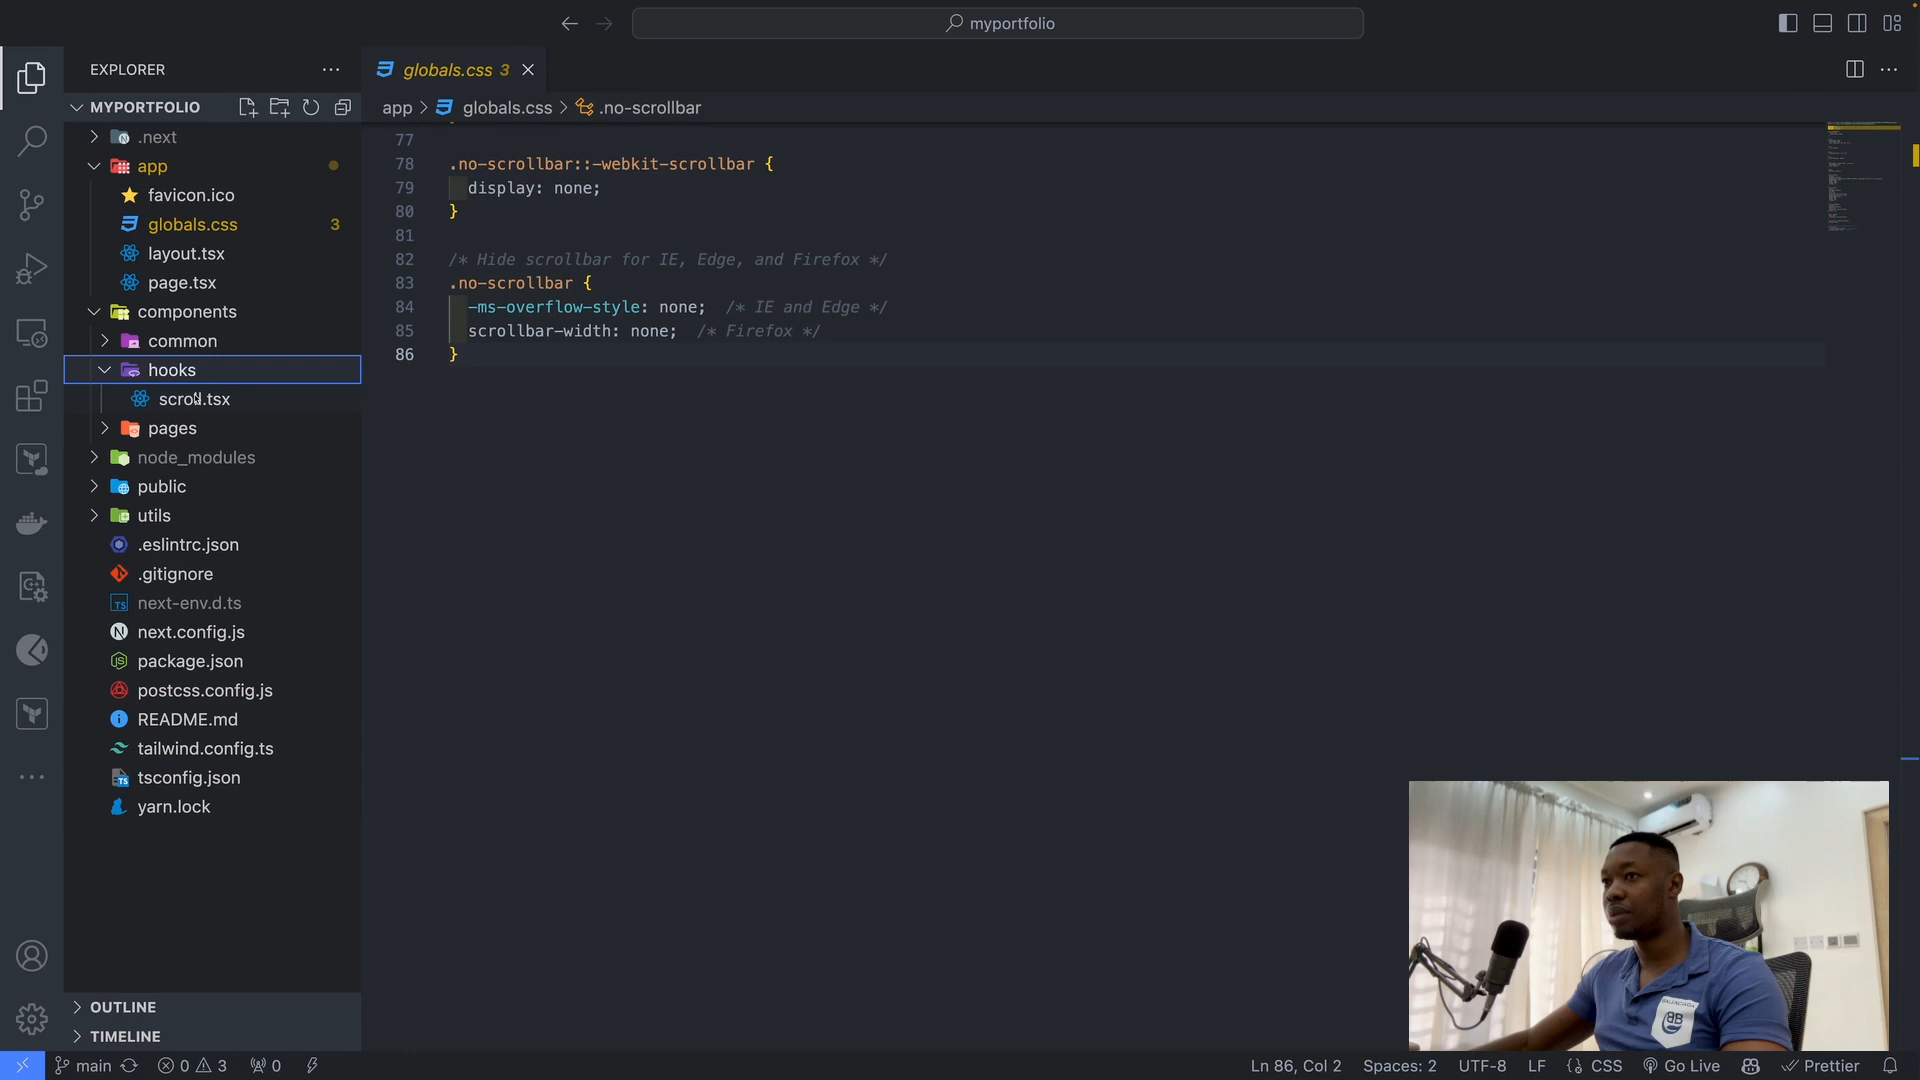 myportfolio
EXPLORER
globals.css 3
MYPORTFOLIO
app > globals.css > .no-scrollbar
.next
app
favicon.ico
globals.css 3
layout.tsx
page.tsx
components
common
hooks
scroll.tsx
pages
node_modules
public
utils
.eslintrc.json
.gitignore
next-env.d.ts
next.config.js
package.json
postcss.config.js
README.md
tailwind.config.ts
tsconfig.json
yarn.lock
OUTLINE
TIMELINE
77
78 .no-scrollbar::-webkit-scrollbar {
79 display: none;
80 }
81
82 /* Hide scrollbar for IE, Edge, and Firefox */
83 .no-scrollbar {
84 -ms-overflow-style: none; /* IE and Edge */
85 scrollbar-width: none; /* Firefox */
86 }
BALENCIAGA
BB
main 0 3 0 Ln 86, Col 2 Spaces: 2 UTF-8 LF {} CSS Go Live Prettier